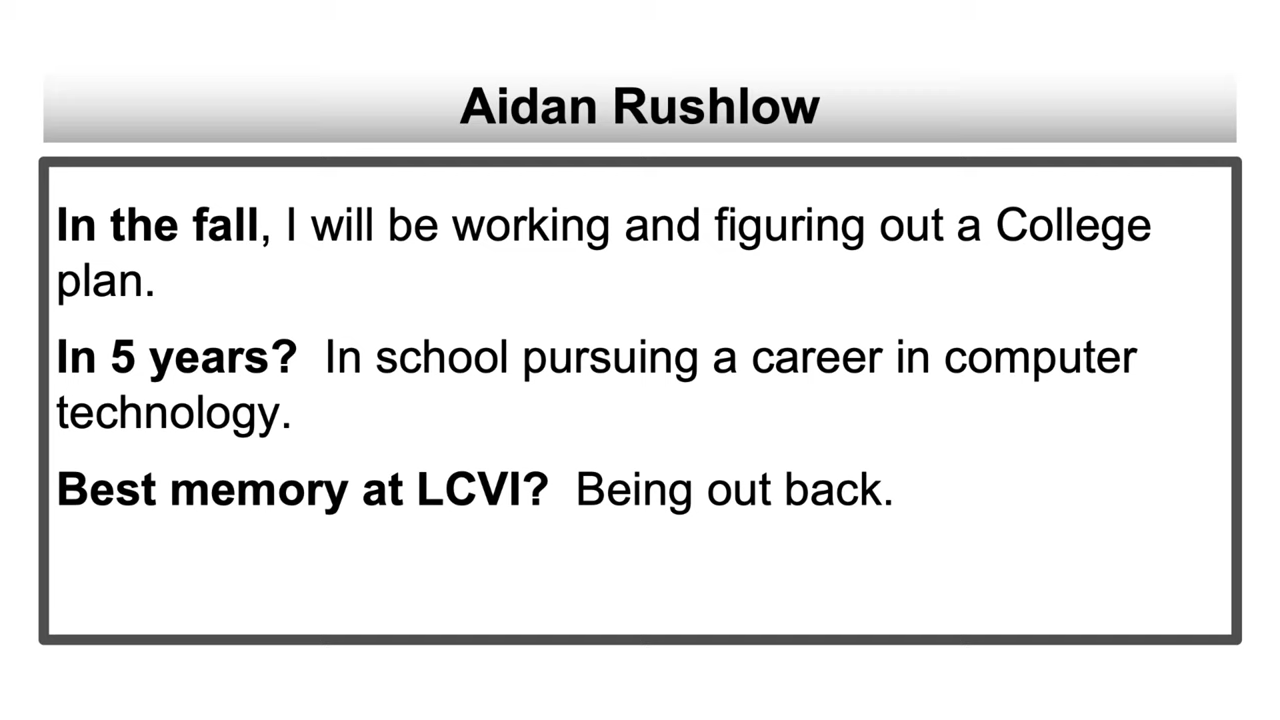 Aidan Rushlow
In the fall, I will be working and figuring out a College
plan.
In 5 years?  In school pursuing a career in computer
technology.
Best memory at LCVI?  Being out back.